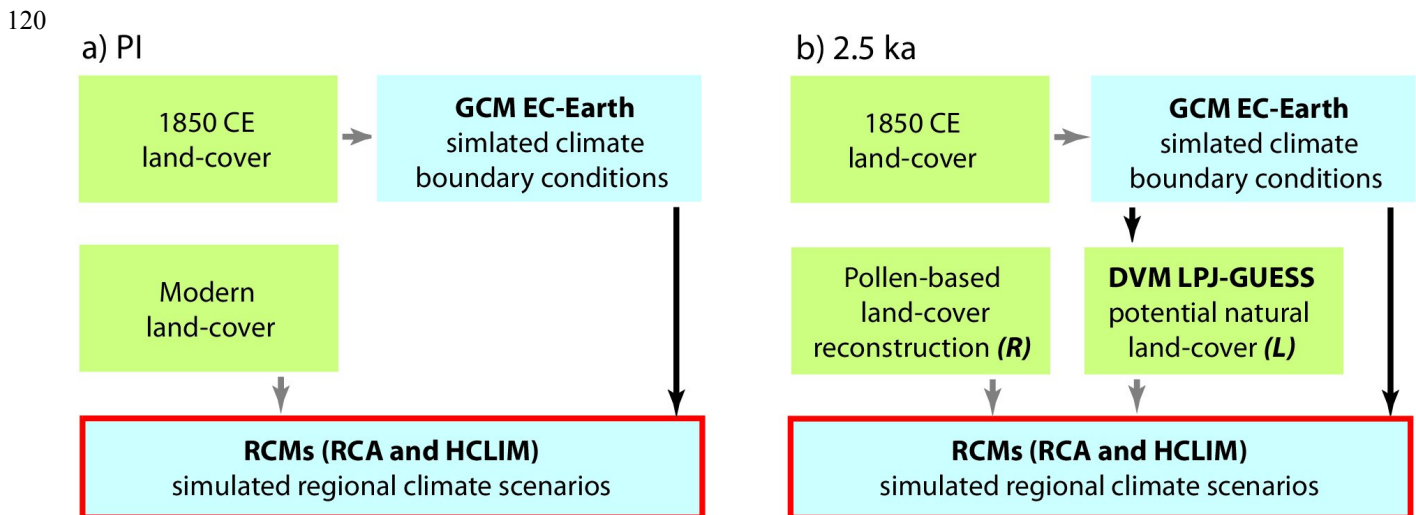 120
a) PI
1850 CE
land-cover
GCM EC-Earth
simlated climate
boundary conditions
Modern
land-cover
RCMs (RCA and HCLIM)
simulated regional climate scenarios
b) 2.5 ka
1850 CE
land-cover
GCM EC-Earth
simlated climate
boundary conditions
Pollen-based
land-cover
reconstruction (R)
DVM LPJ-GUESS
potential natural
land-cover (L)
RCMs (RCA and HCLIM)
simulated regional climate scenarios